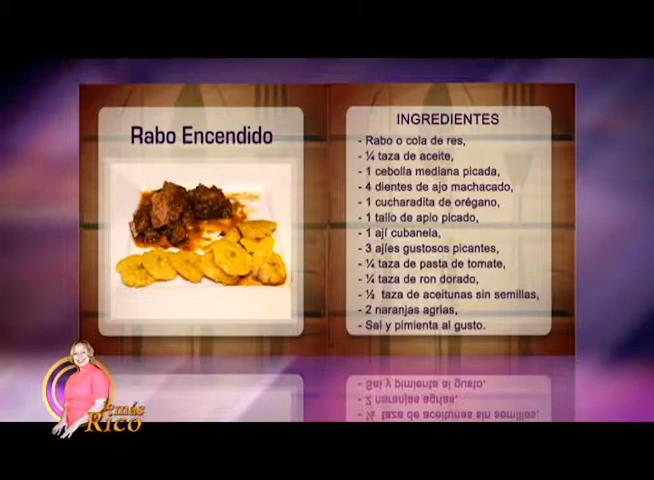 Rabo Encendido
INGREDIENTES
- Rabo o cola de res,
- ¼ taza de aceite,
- 1 cebolla mediana picada,
- 4 dientes de ajo machacado,
- 1 cucharadita de orégano,
- 1 tallo de apio picado,
- 1 ají cubanela,
- 3 ajíes gustosos picantes,
- ¼ taza de pasta de tomate,
- ¼ taza de ron dorado,
- ½ taza de aceitunas sin semillas,
- 2 naranjas agrias,
- Sal y pimienta al gusto.
más
Rico